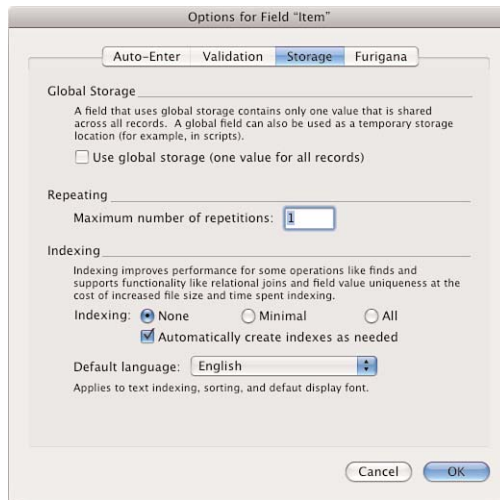 Options for Field “Item”
Auto-Enter Validation Storage Furigana
Global Storage
A field that uses global storage contains only one value that is shared
across all records. A global field can also be used as a temporary storage
location (for example, in scripts).
Use global storage (one value for all records)
Repeating
Maximum number of repetitions: 1
Indexing
Indexing improves performance for some operations like finds and
supports functionality like relational joins and field value uniqueness at the
cost of increased file size and time spent indexing.
Indexing: None Minimal All
Automatically create indexes as needed
Default language: English
Applies to text indexing, sorting, and defaut display font.
Cancel OK